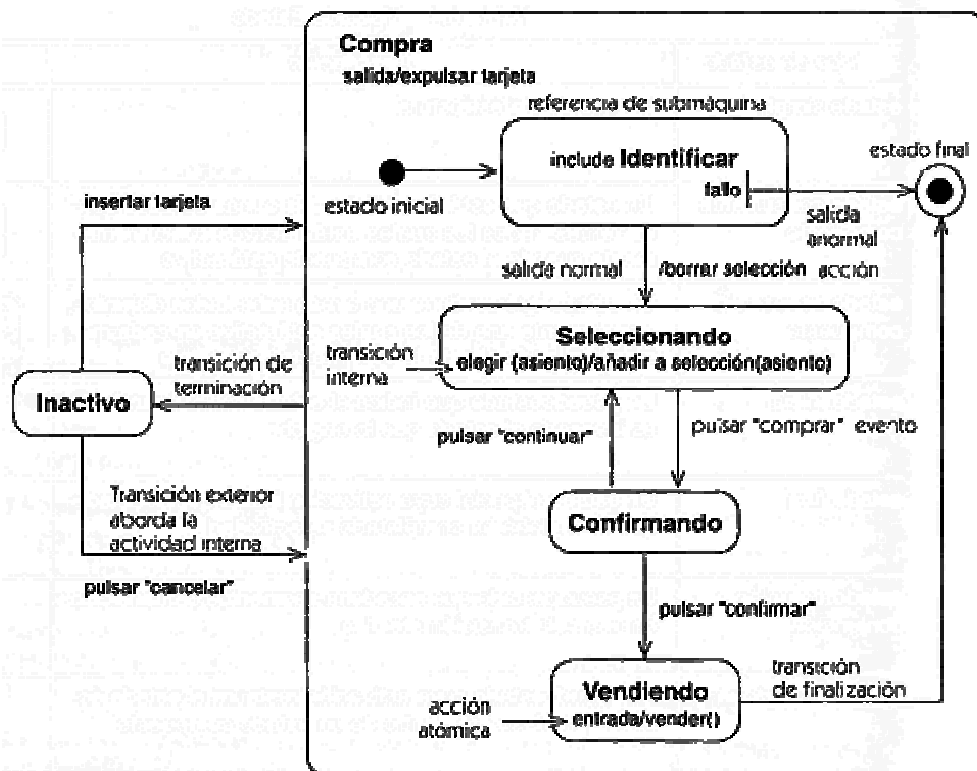 Compra
salida/expulsar tarjeta
referencia de submáquina
include Identificar
fallo
estado final
estado inicial
insertar tarjeta
salida
anormal
salida normal
/borrar selección acción
Seleccionando
elegir (asiento)/añadir a selección(asiento)
transición
interna
transición de
terminación
Inactivo
pulsar "continuar"
pulsar "comprar" evento
Transición exterior
aborda la
actividad interna
Confirmando
pulsar "cancelar"
pulsar "confirmar"
Vendiendo
entrada/vender()
transición
de finalización
acción
atómica